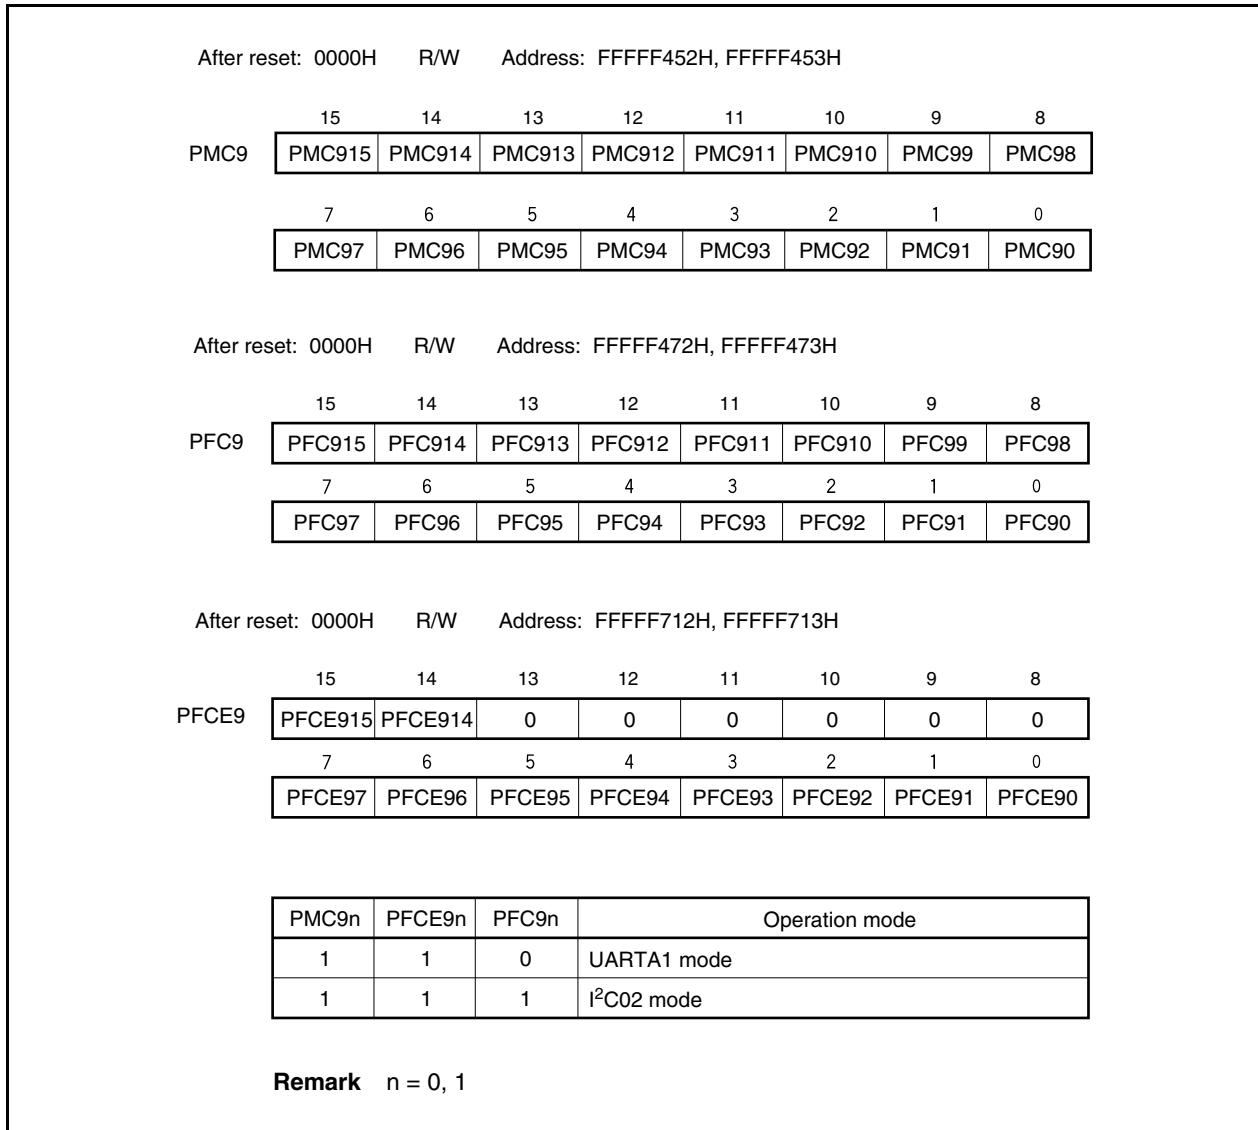 After reset: 0000H R/W Address: FFFFF452H, FFFFF453H
15 14 13 12 11 10 9 8
PMC9 PMC915 PMC914 PMC913 PMC912 PMC911 PMC910 PMC99 PMC98
7 6 5 4 3 2 1 0
PMC97 PMC96 PMC95 PMC94 PMC93 PMC92 PMC91 PMC90
After reset: 0000H R/W Address: FFFFF472H, FFFFF473H
15 14 13 12 11 10 9 8
PFC9 PFC915 PFC914 PFC913 PFC912 PFC911 PFC910 PFC99 PFC98
7 6 5 4 3 2 1 0
PFC97 PFC96 PFC95 PFC94 PFC93 PFC92 PFC91 PFC90
After reset: 0000H R/W Address: FFFFF712H, FFFFF713H
15 14 13 12 11 10 9 8
PFCE9 PFCE915 PFCE914 0 0 0 0 0 0
7 6 5 4 3 2 1 0
PFCE97 PFCE96 PFCE95 PFCE94 PFCE93 PFCE92 PFCE91 PFCE90
PMC9n PFCE9n PFC9n Operation mode
1 1 0 UARTA1 mode
1 1 1 I²C02 mode
Remark n = 0, 1